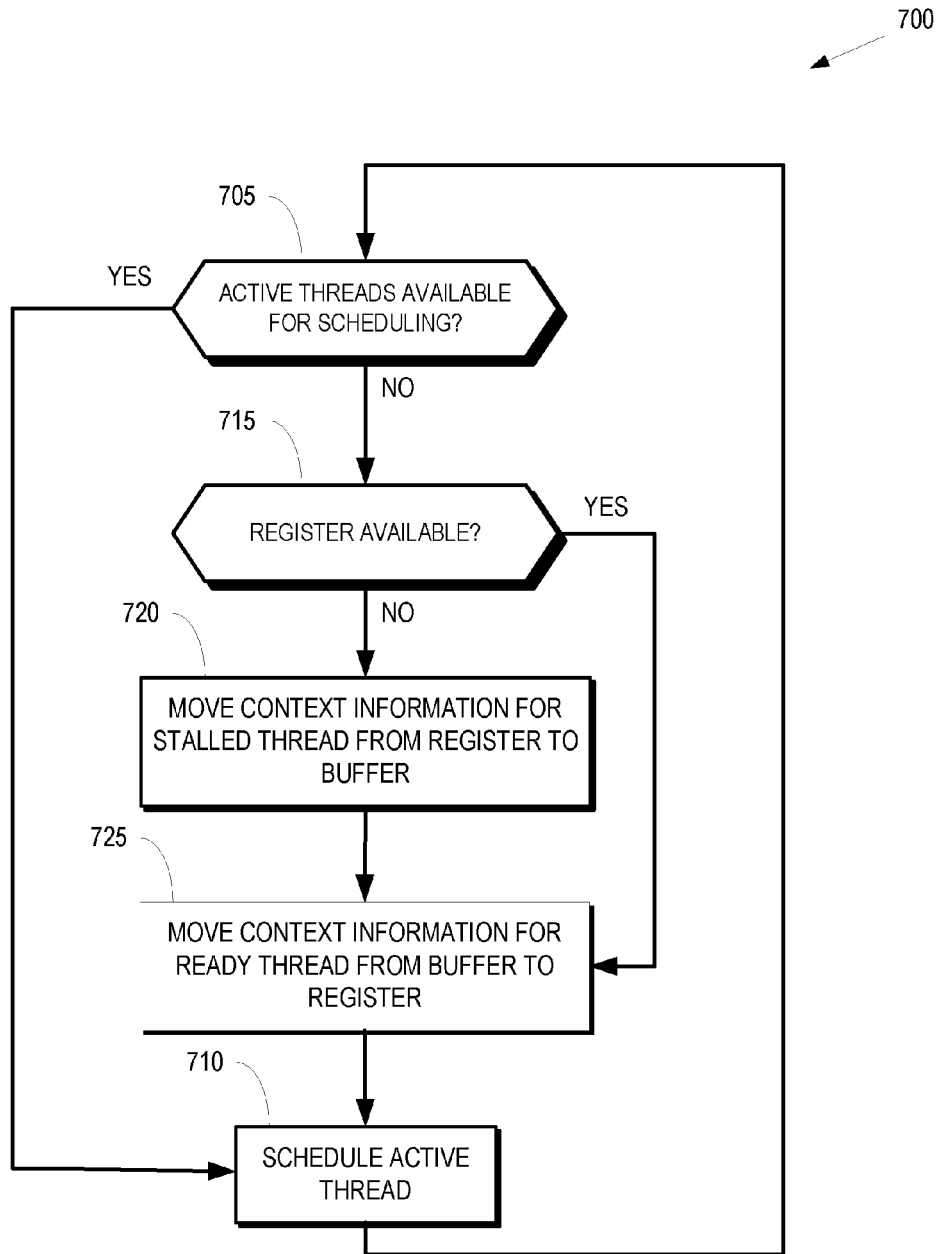 700
705
YES
ACTIVE THREADS AVAILABLE
FOR SCHEDULING?
NO
715
YES
REGISTER AVAILABLE?
NO
720
MOVE CONTEXT INFORMATION FOR
STALLED THREAD FROM REGISTER TO
BUFFER
725
MOVE CONTEXT INFORMATION FOR
READY THREAD FROM BUFFER TO
REGISTER
710
SCHEDULE ACTIVE
THREAD